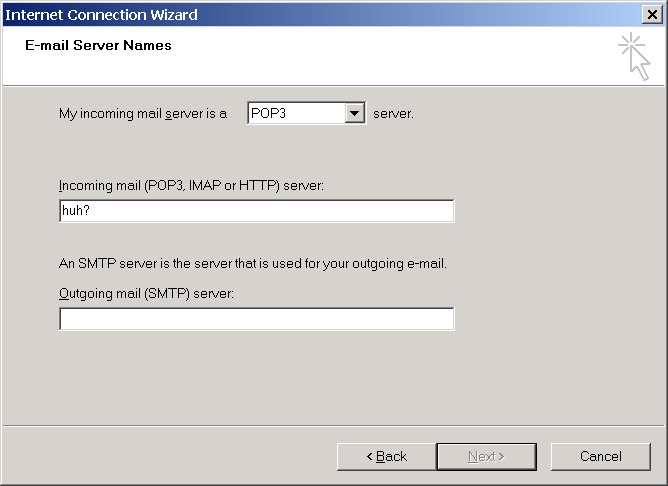 Internet Connection Wizard
E-mail Server Names
My incoming mail server is a POP3 server.
Incoming mail (POP3, IMAP or HTTP) server:
huh?
An SMTP server is the server that is used for your outgoing e-mail.
Outgoing mail (SMTP) server:
< Back Next > Cancel